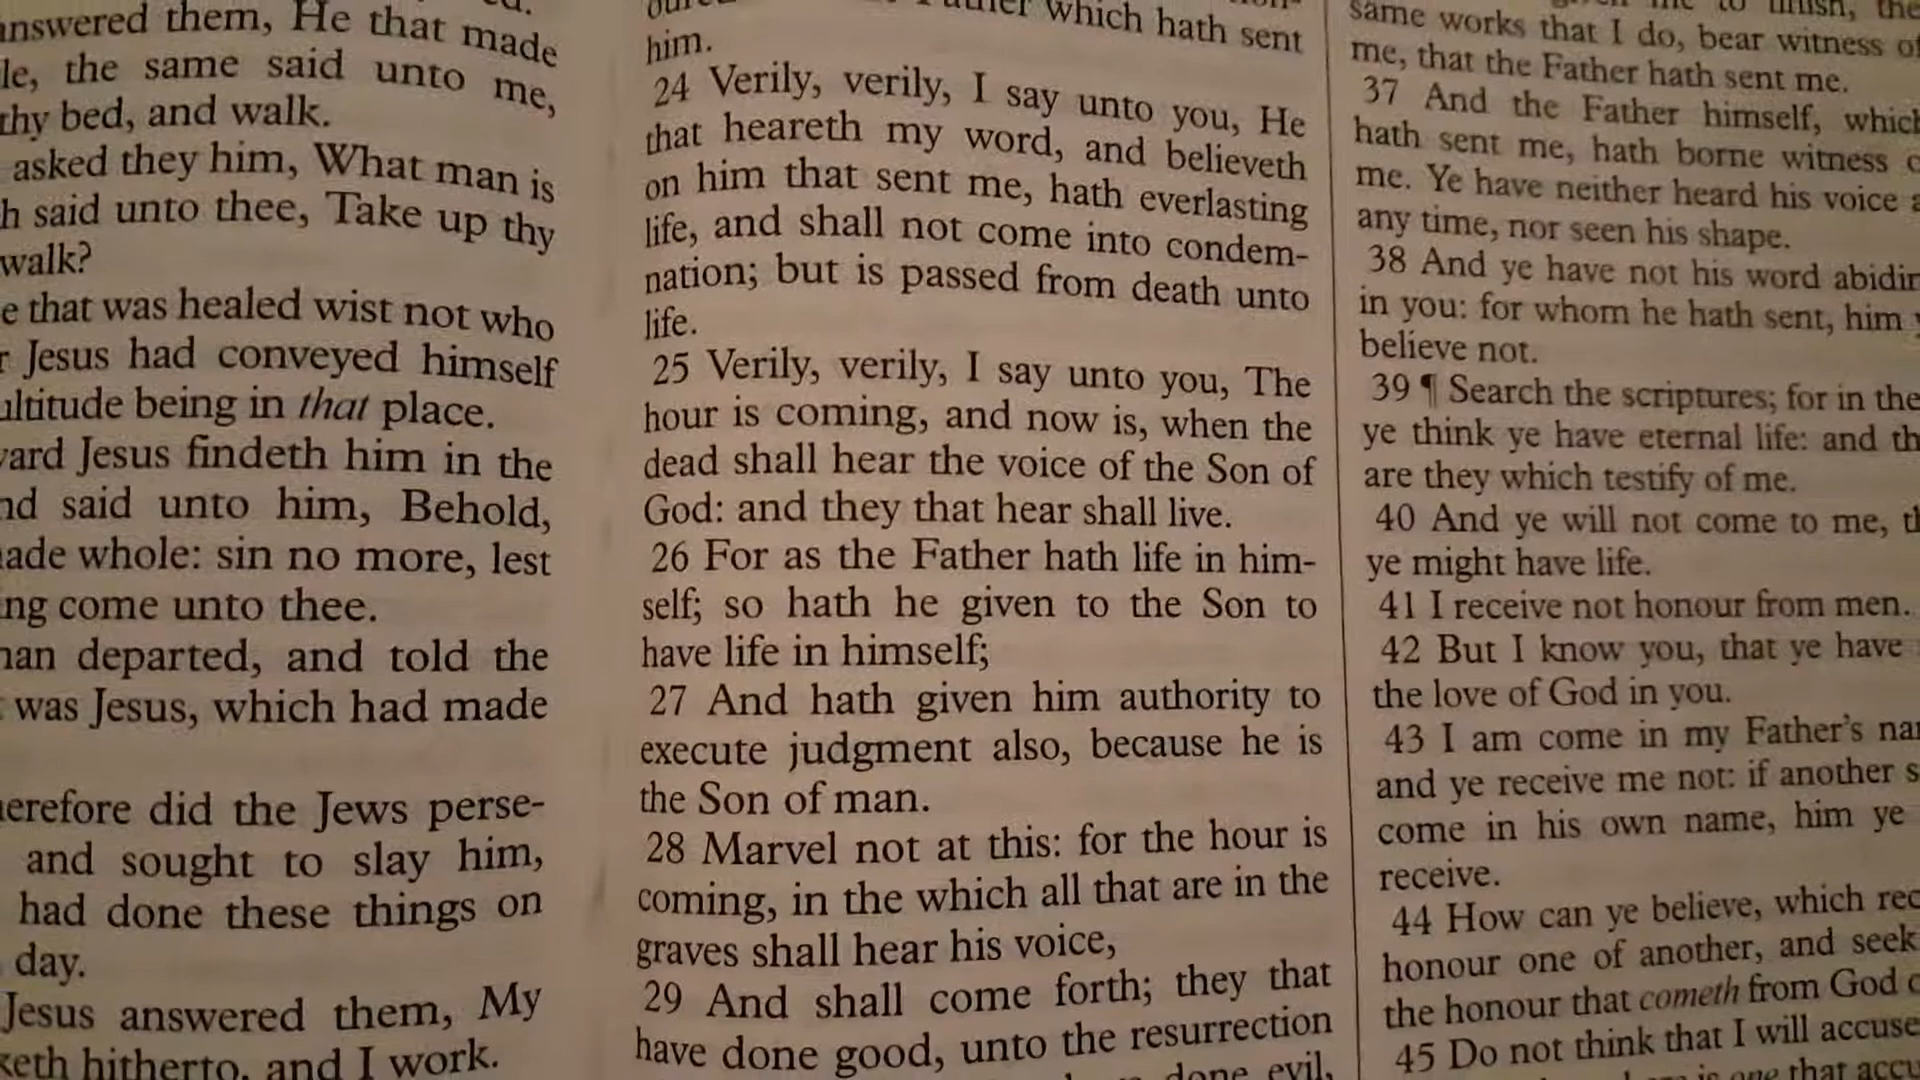 answered them, He that made
the same said unto me,
thy bed, and walk.
asked they him, What man is
said unto thee, Take up thy
walk?
that was healed wist not who
Jesus had conveyed himself
being in that place.
Jesus findeth him in the
said unto him, Behold,
whole: sin no more, lest
come unto thee.
departed, and told the
was Jesus, which had made
did the Jews perse-
and sought to slay him,
had done these things on
day.
Jesus answered them, My
hitherto, and I work.
which hath sent
him.
24 Verily, verily, I say unto you, He
that heareth my word, and believeth
on him that sent me, hath everlasting
life, and shall not come into condem-
nation; but is passed from death unto
life.
25 Verily, verily, I say unto you, The
hour is coming, and now is, when the
dead shall hear the voice of the Son of
God: and they that hear shall live.
26 For as the Father hath life in him-
self; so hath he given to the Son to
have life in himself;
27 And hath given him authority to
execute judgment also, because he is
the Son of man.
28 Marvel not at this: for the hour is
coming, in the which all that are in the
graves shall hear his voice,
29 And shall come forth; they that
have done good, unto the resurrection
done evil,
same works that I do, bear witness of
me, that the Father hath sent me.
37 And the Father himself, which
hath sent me, hath borne witness
me. Ye have neither heard his voice
any time, nor seen his shape.
38 And ye have not his word
in you: for whom he hath sent, him
believe not.
39 ¶ Search the scriptures; for in
ye think ye have eternal life: and
are they which testify of me.
40 And ye will not come to me,
ye might have life.
41 I receive not honour from men.
42 But I know you, that ye have
the love of God in you.
43 I am come in my Father's
and ye receive me not: if another
come in his own name, him ye
receive.
44 How can ye believe, which
honour one of another, and seek
the honour that cometh from God
45 Do not think that I will accuse
one that